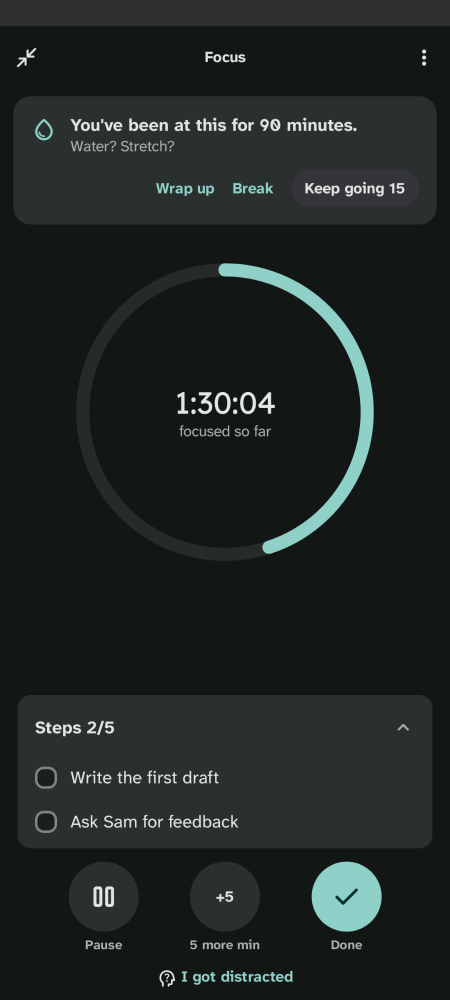 Focus
You've been at this for 90 minutes.
Water? Stretch?
Wrap up Break Keep going 15
1:30:04
focused so far
Steps 2/5
Write the first draft
Ask Sam for feedback
+5
Pause 5 more min Done
I got distracted